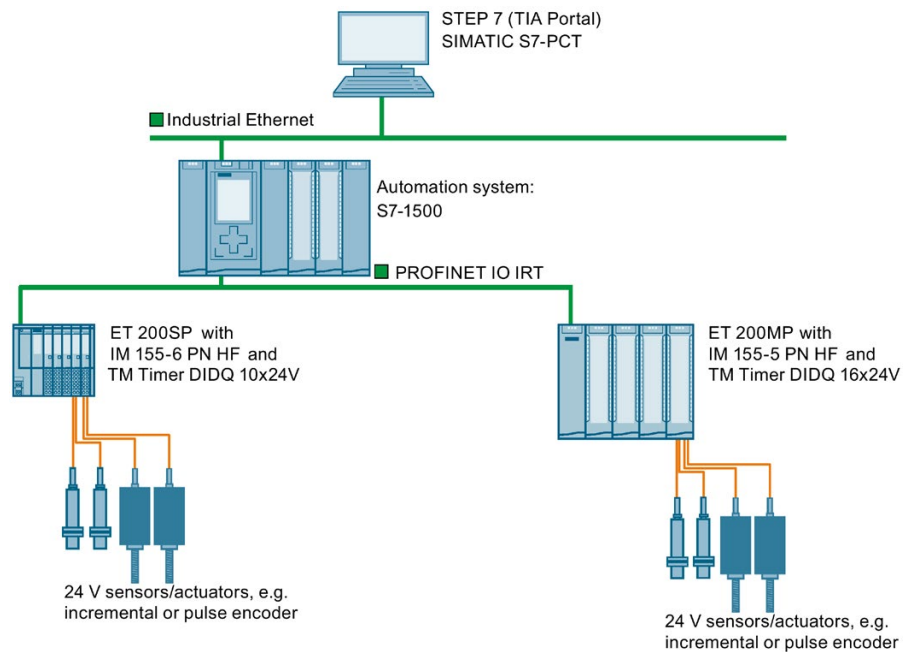 STEP 7 (TIA Portal)
SIMATIC S7-PCT
Industrial Ethernet
Automation system:
S7-1500
PROFINET IO IRT
ET 200SP with
IM 155-6 PN HF and
TM Timer DIDQ 10x24V
ET 200MP with
IM 155-5 PN HF and
TM Timer DIDQ 16x24V
24 V sensors/actuators, e.g.
incremental or pulse encoder
24 V sensors/actuators, e.g.
incremental or pulse encoder